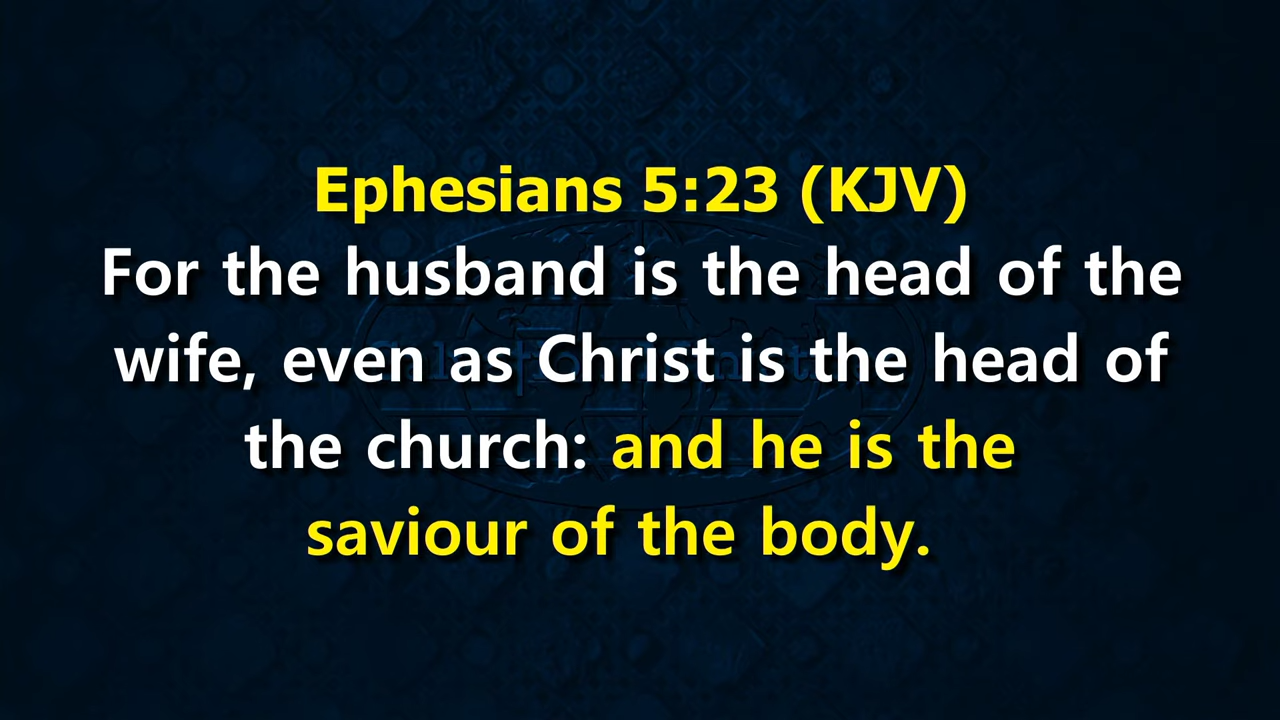 Ephesians 5:23 (KJV)
For the husband is the head of the
wife, even as Christ is the head of
the church: and he is the
saviour of the body.